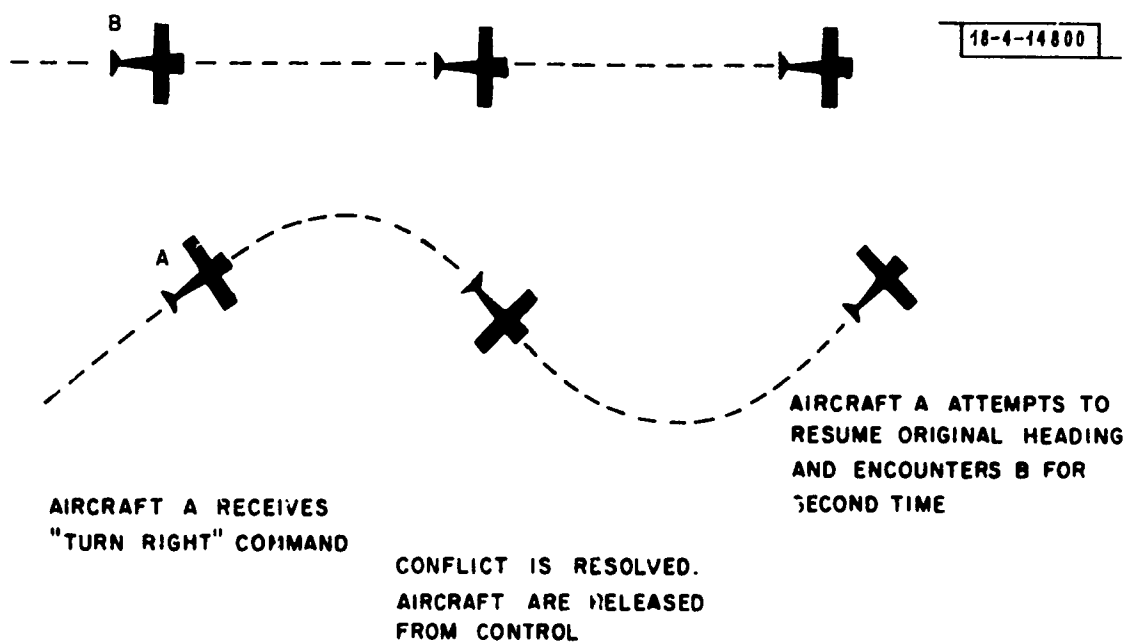 B
18-4-14800
A
AIRCRAFT A ATTEMPTS TO
RESUME ORIGINAL HEADING
AND ENCOUNTERS B FOR
SECOND TIME
AIRCRAFT A RECEIVES
"TURN RIGHT" COMMAND
CONFLICT IS RESOLVED.
AIRCRAFT ARE RELEASED
FROM CONTROL